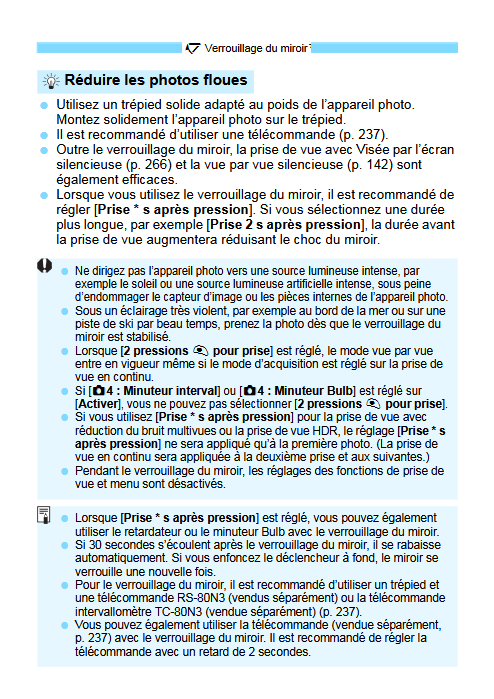 Verrouillage du miroir
Réduire les photos floues
Utilisez un trépied solide adapté au poids de l'appareil photo.
Montez solidement l'appareil photo sur le trépied.
Il est recommandé d'utiliser une télécommande (p. 237).
Outre le verrouillage du miroir, la prise de vue avec Visée par l'écran
silencieuse (p. 266) et la vue par vue silencieuse (p. 142) sont
également efficaces.
Lorsque vous utilisez le verrouillage du miroir, il est recommandé de
régler [Prise * s après pression]. Si vous sélectionnez une durée
plus longue, par exemple [Prise 2 s après pression], la durée avant
la prise de vue augmentera réduisant le choc du miroir.
Ne dirigez pas l'appareil photo vers une source lumineuse intense, par
exemple le soleil ou une source lumineuse artificielle intense, sous peine
d'endommager le capteur d'image ou les pièces internes de l'appareil photo.
Sous un éclairage très violent, par exemple au bord de la mer ou sur une
piste de ski par beau temps, prenez la photo dès que le verrouillage du
miroir est stabilisé.
Lorsque [2 pressions pour prise] est réglé, le mode vue par vue
entre en vigueur même si le mode d'acquisition est réglé sur la prise de
vue en continu.
Si [4 : Minuteur interval] ou [4 : Minuteur Bulb] est réglé sur
[Activer], vous ne pouvez pas sélectionner [2 pressions pour prise].
Si vous utilisez [Prise * s après pression] pour la prise de vue avec
réduction du bruit multivues ou la prise de vue HDR, le réglage [Prise * s
après pression] ne sera appliqué qu'à la première photo. (La prise de
vue en continu sera appliquée à la deuxième prise et aux suivantes.)
Pendant le verrouillage du miroir, les réglages des fonctions de prise de
vue et menu sont désactivés.
Lorsque [Prise * s après pression] est réglé, vous pouvez également
utiliser le retardateur ou le minuteur Bulb avec le verrouillage du miroir.
Si 30 secondes s'écoulent après le verrouillage du miroir, il se rabaisse
automatiquement. Si vous enfoncez le déclencheur à fond, le miroir se
verrouille une nouvelle fois.
Pour le verrouillage du miroir, il est recommandé d'utiliser un trépied et
une télécommande RS-80N3 (vendus séparément) ou la télécommande
intervallomètre TC-80N3 (vendue séparément) (p. 237).
Vous pouvez également utiliser la télécommande (vendue séparément,
p. 237) avec le verrouillage du miroir. Il est recommandé de régler la
télécommande avec un retard de 2 secondes.